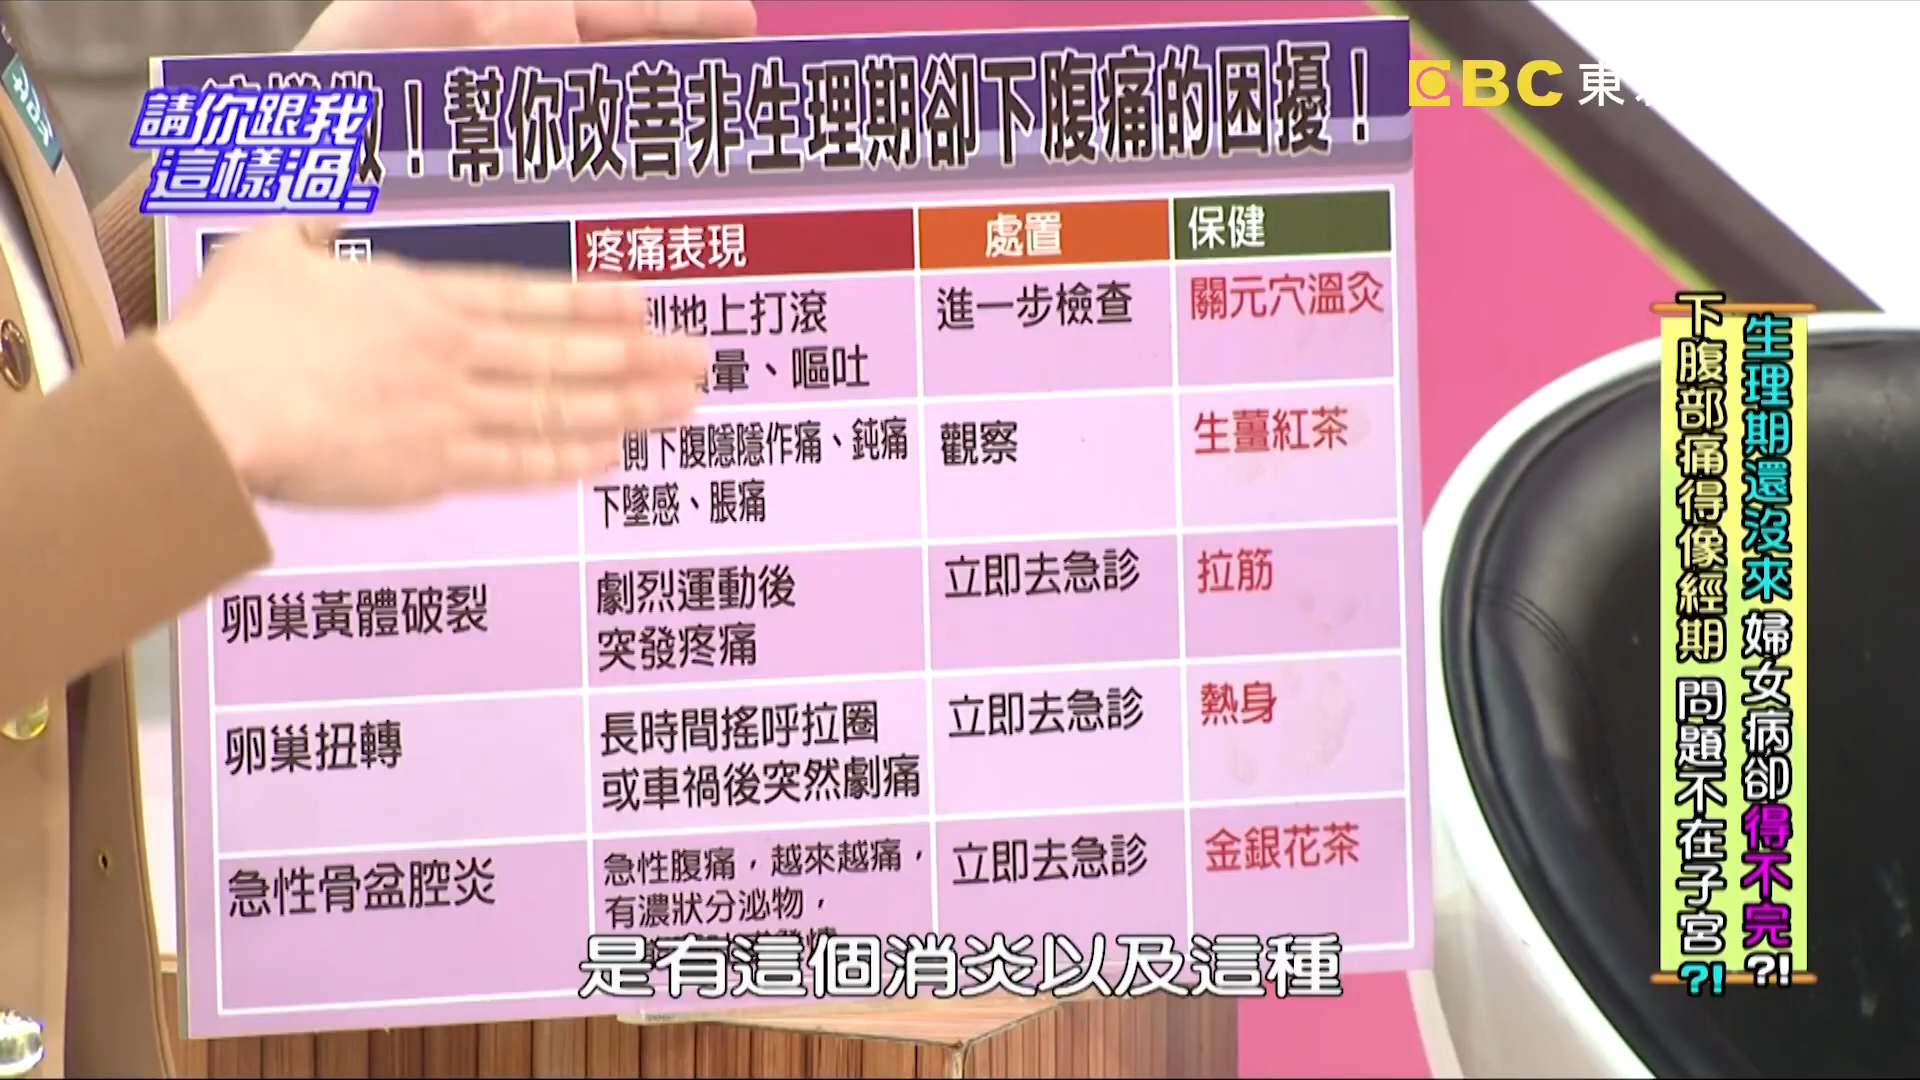 請你跟我
這樣過
！幫你改善非生理期卻下腹痛的困擾！
EBC 東
因
疼痛表現
處置
保健
到地上打滾
暈、嘔吐
進一步檢查
關元穴溫灸
側下腹隱隱作痛、鈍痛
下墜感、脹痛
觀察
生薑紅茶
卵巢黃體破裂
劇烈運動後
突發疼痛
立即去急診
拉筋
卵巢扭轉
長時間搖呼拉圈
或車禍後突然劇痛
立即去急診
熱身
急性骨盆腔炎
急性腹痛，越來越痛，
有濃狀分泌物，
立即去急診
金銀花茶
是有這個消炎以及這種
生理期還沒來 婦女病卻得不完?!
下腹部痛得像經期 問題不在子宮?!